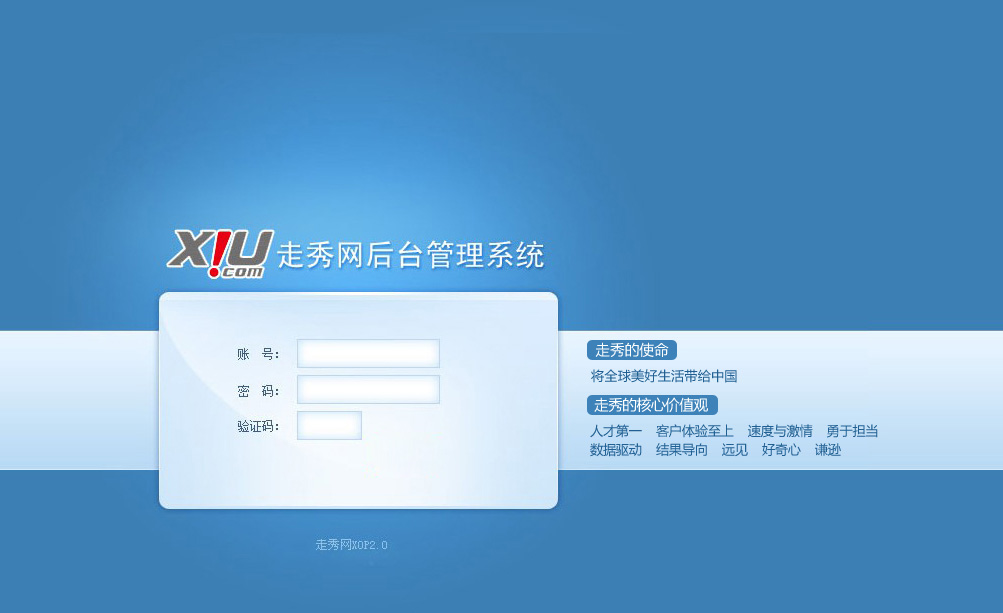 X!U.com 走秀网后台管理系统
账 号:
密 码:
验证码:
走秀的使命
将全球美好生活带给中国
走秀的核心价值观
人才第一 客户体验至上 速度与激情 勇于担当
数据驱动 结果导向 远见 好奇心 谦逊
走秀网XOP2.0